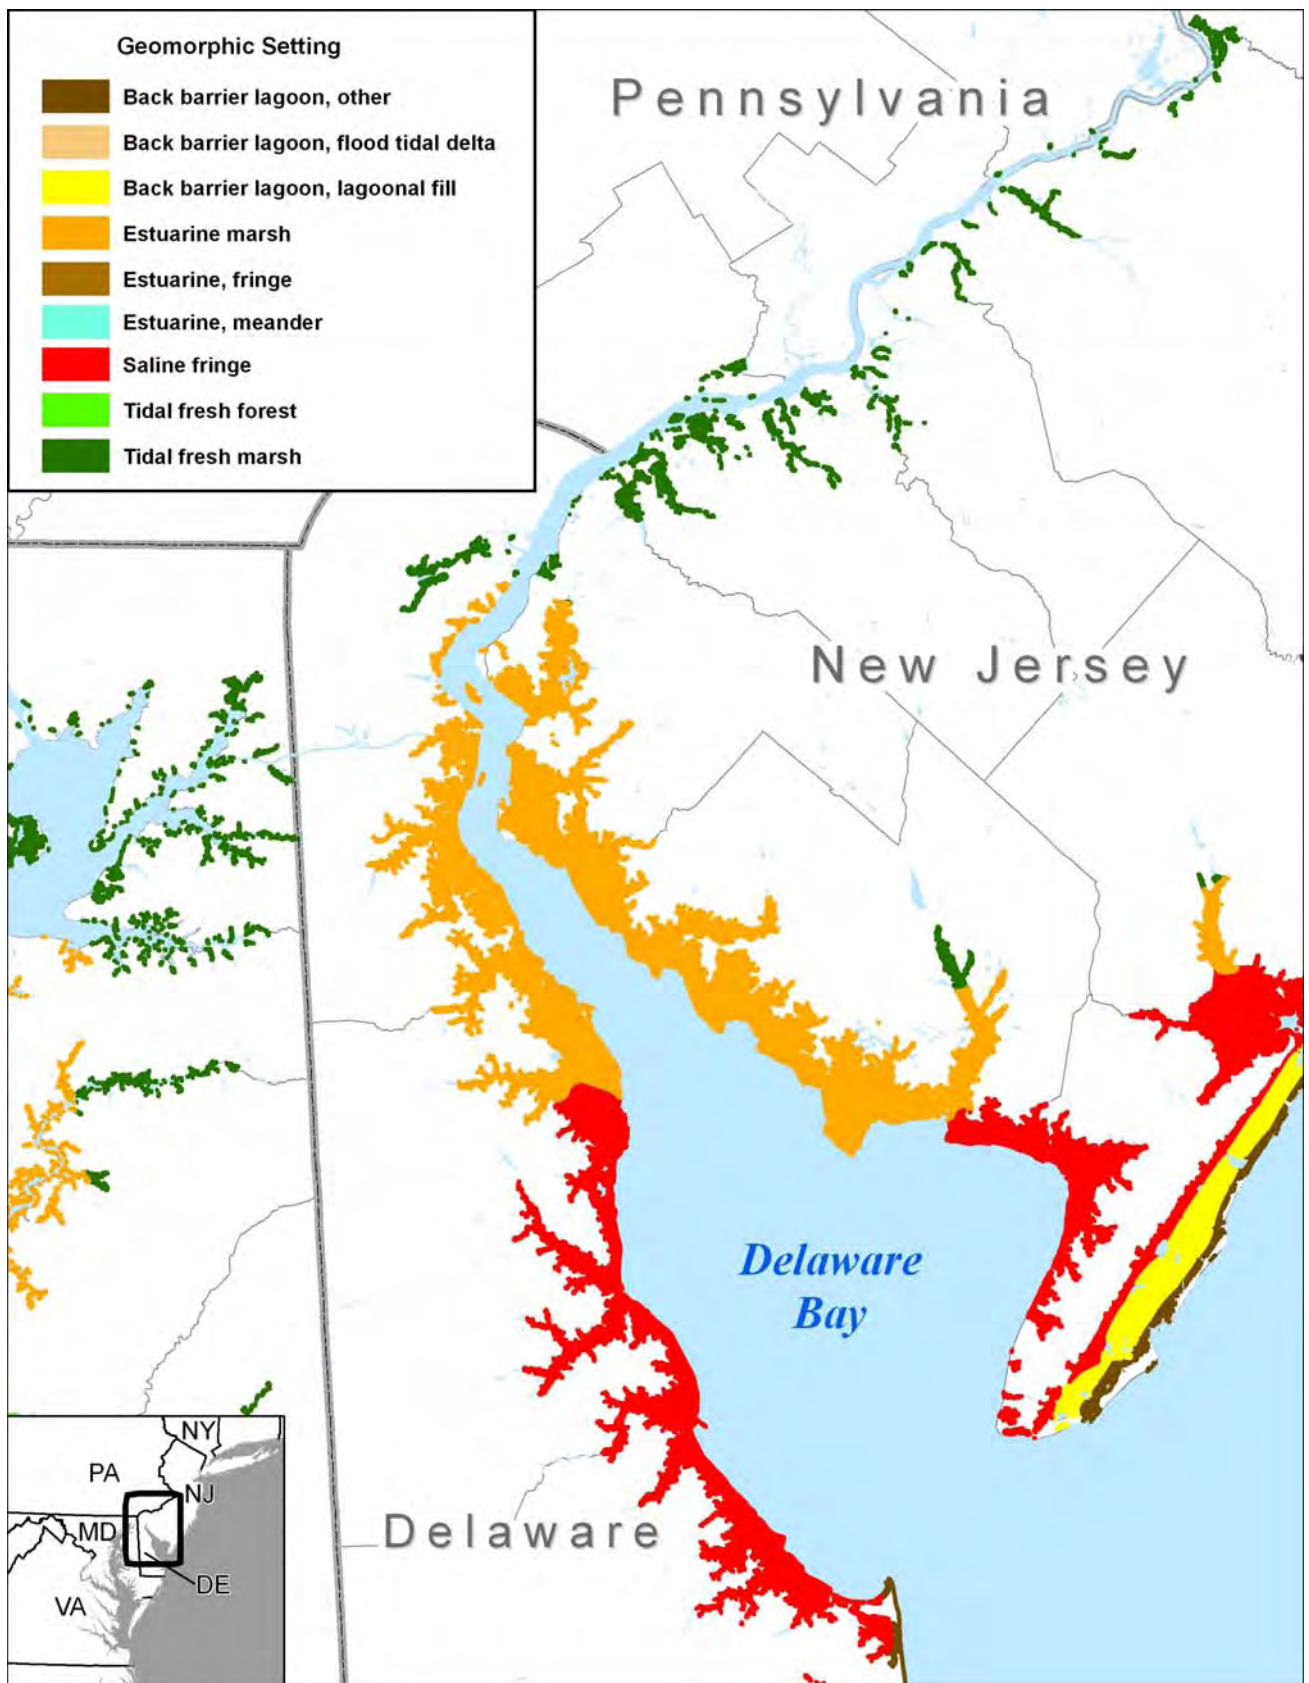 Geomorphic Setting
Back barrier lagoon, other
Back barrier lagoon, flood tidal delta
Back barrier lagoon, lagoonal fill
Estuarine marsh
Estuarine, fringe
Estuarine, meander
Saline fringe
Tidal fresh forest
Tidal fresh marsh
Pennsylvania
New Jersey
Delaware
Bay
Delaware
NY
PA
NJ
MD
DE
VA